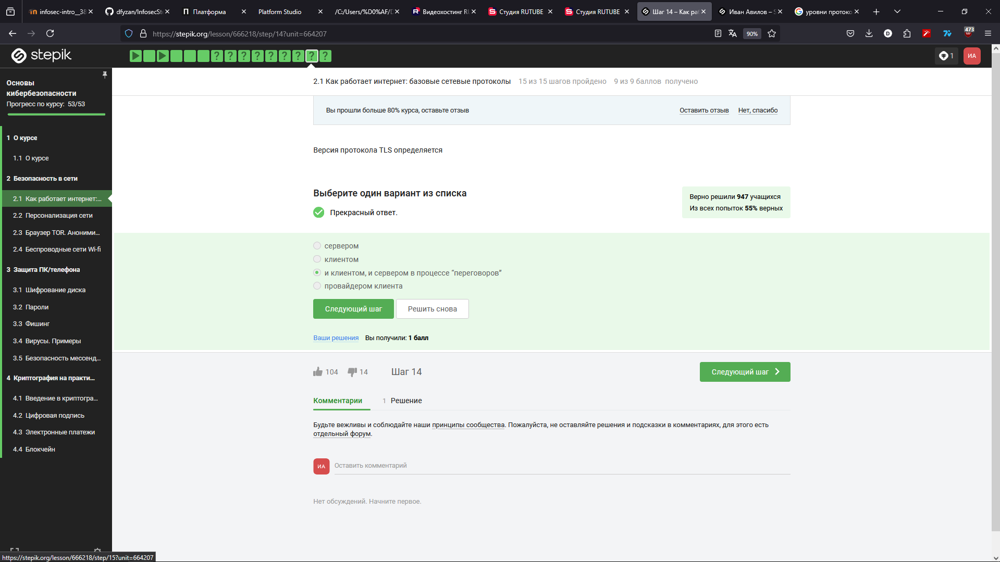 infosec-intro__38
dfyzan/InfosecSte
Платформа
Platform Studio
/C:/Users/%D0%AF/D
Видеохостинг RU
Студия RUTUBE
Студия RUTUBE
Шаг 14 – Как ра
Иван Авилов – S
уровни протоко
https://stepik.org/lesson/666218/step/14?unit=664207
90%
473
stepik
1
ИА
Основы
кибербезопасности
Прогресс по курсу: 53/53
1 О курсе
1.1 О курсе
2 Безопасность в сети
2.1 Как работает интернет:...
2.2 Персонализация сети
2.3 Браузер TOR. Аноними...
2.4 Беспроводные сети Wi-fi
3 Защита ПК/телефона
3.1 Шифрование диска
3.2 Пароли
3.3 Фишинг
3.4 Вирусы. Примеры
3.5 Безопасность мессенд...
4 Криптография на практи...
4.1 Введение в криптогра...
4.2 Цифровая подпись
4.3 Электронные платежи
4.4 Блокчейн
2.1 Как работает интернет: базовые сетевые протоколы 15 из 15 шагов пройдено 9 из 9 баллов получено
Вы прошли больше 80% курса, оставьте отзыв
Оставить отзыв Нет, спасибо
Версия протокола TLS определяется
Выберите один вариант из списка
Прекрасный ответ.
Верно решили 947 учащихся
Из всех попыток 55% верных
сервером
клиентом
и клиентом, и сервером в процессе “переговоров”
провайдером клиента
Следующий шаг Решить снова
Ваши решения Вы получили: 1 балл
104 14 Шаг 14
Следующий шаг
Комментарии 1 Решение
Будьте вежливы и соблюдайте наши принципы сообщества. Пожалуйста, не оставляйте решения и подсказки в комментариях, для этого есть
отдельный форум.
ИА Оставить комментарий
Нет обсуждений. Начните первое.
https://stepik.org/lesson/666218/step/15?unit=664207